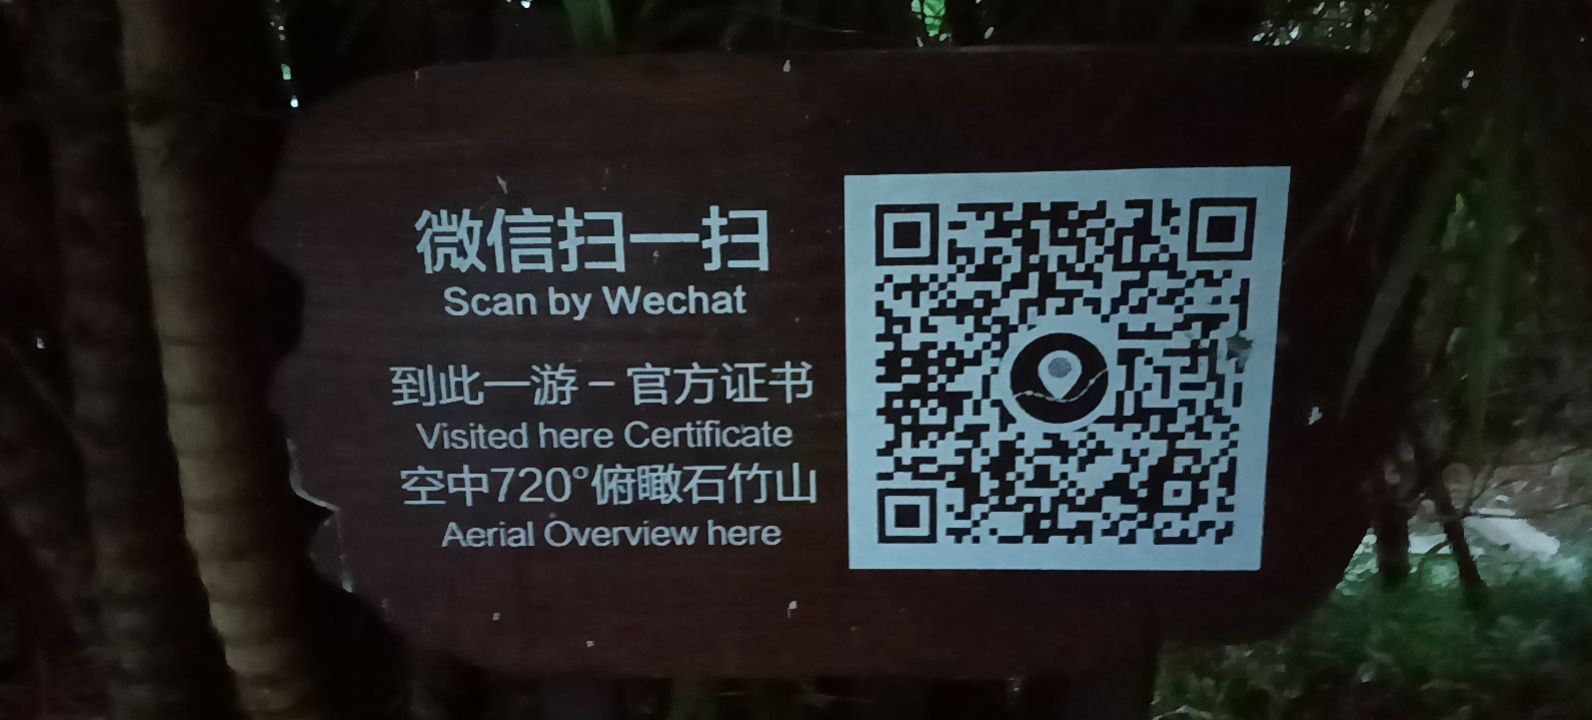 微信扫一扫
Scan by Wechat
到此一游－官方证书
Visited here Certificate
空中720°俯瞰石竹山
Aerial Overview here